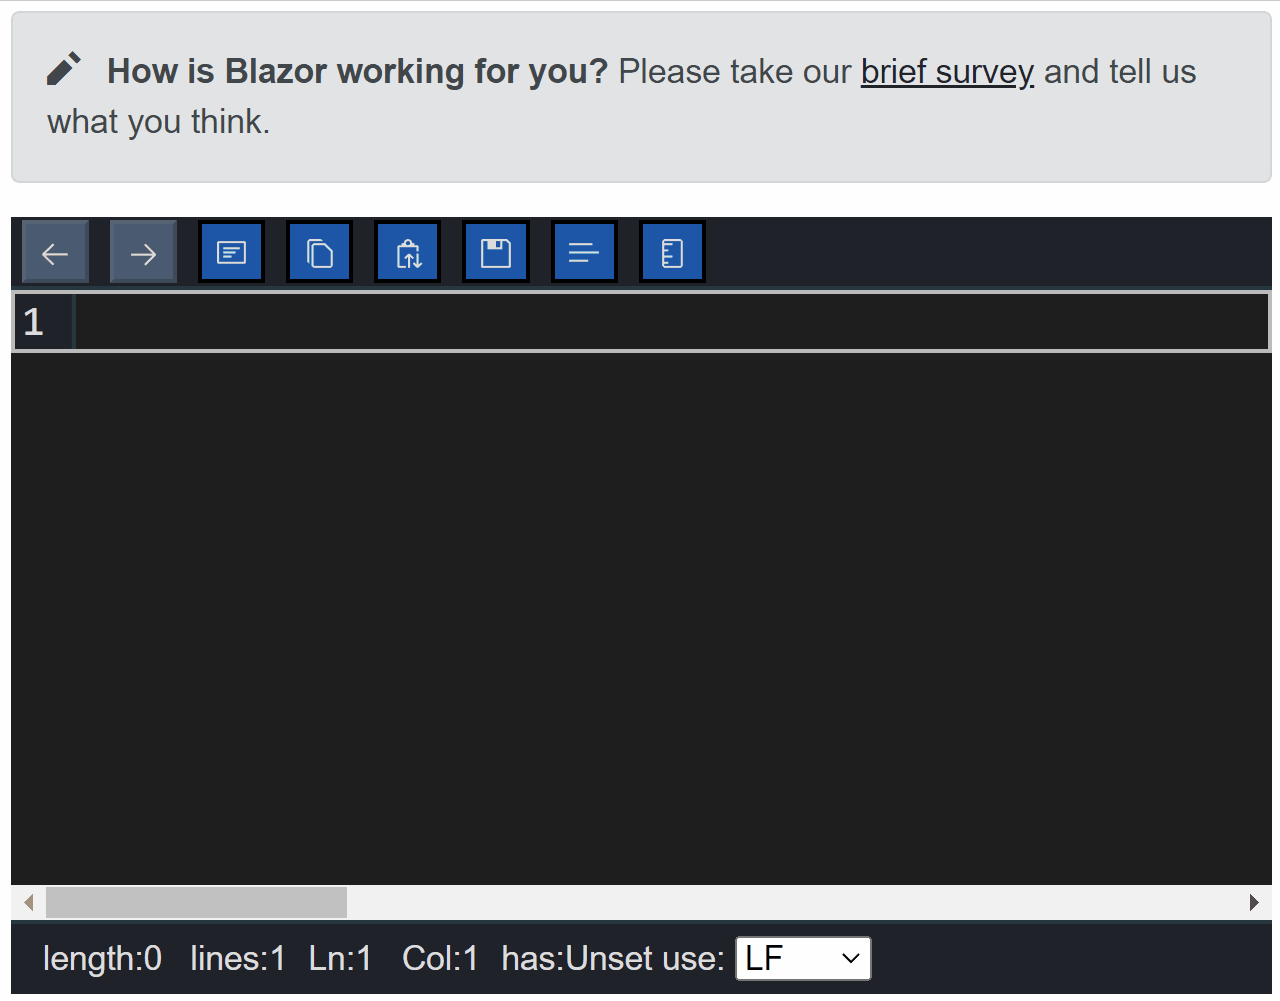 How is Blazor working for you? Please take our brief survey and tell us
what you think.
1
length:0 lines:1 Ln:1 Col:1 has:Unset use: LF